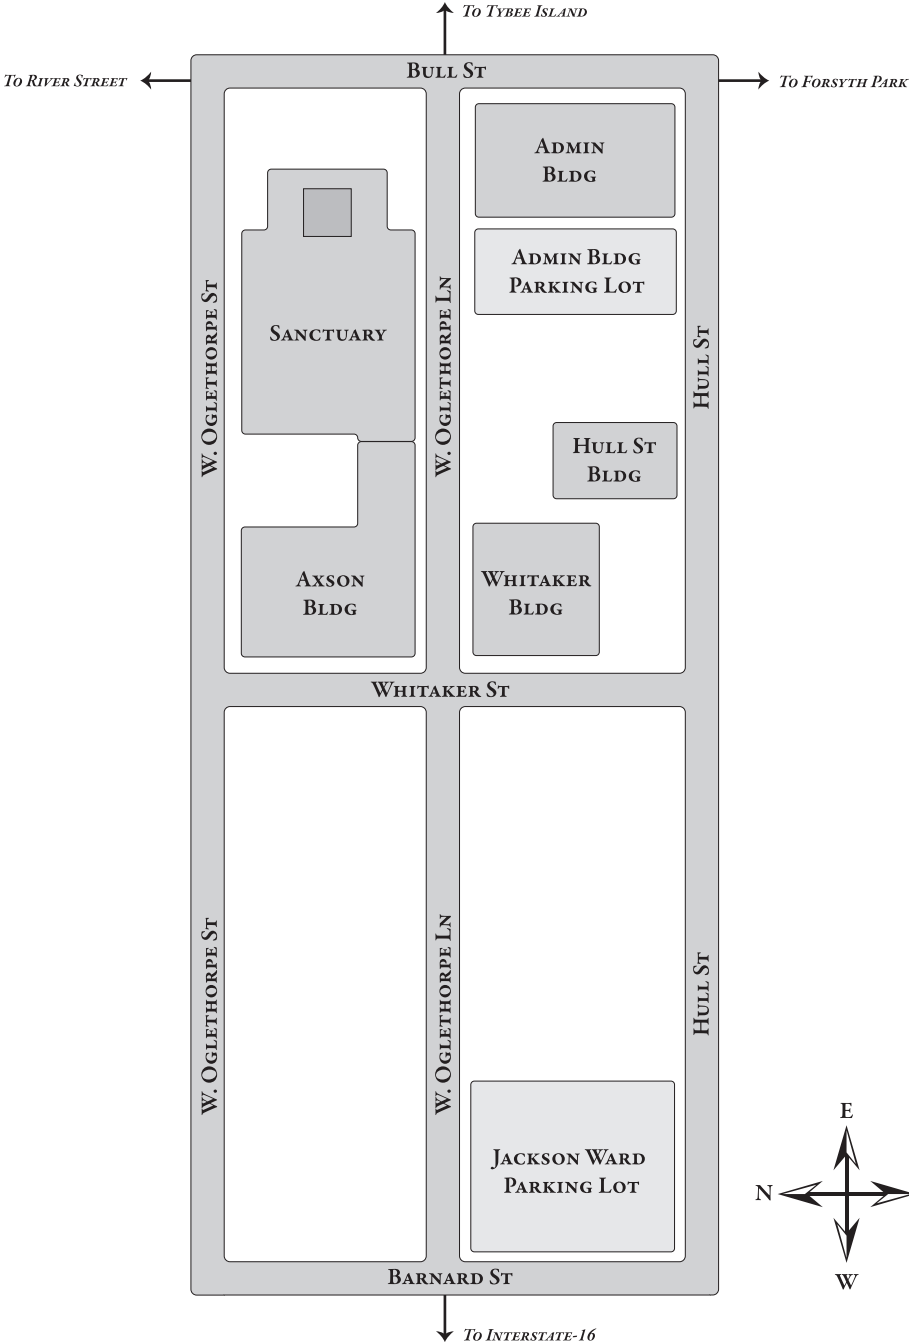 To Tybee Island
Bull St
To River Street
To Forsyth Park
Admin
Bldg
Admin Bldg
Parking Lot
W. Oglethorpe St
W. Oglethorpe Ln
Hull St
Sanctuary
Hull St
Bldg
Axson
Bldg
Whitaker
Bldg
Whitaker St
W. Oglethorpe St
W. Oglethorpe Ln
Hull St
Jackson Ward
Parking Lot
E
N
W
Barnard St
To Interstate-16